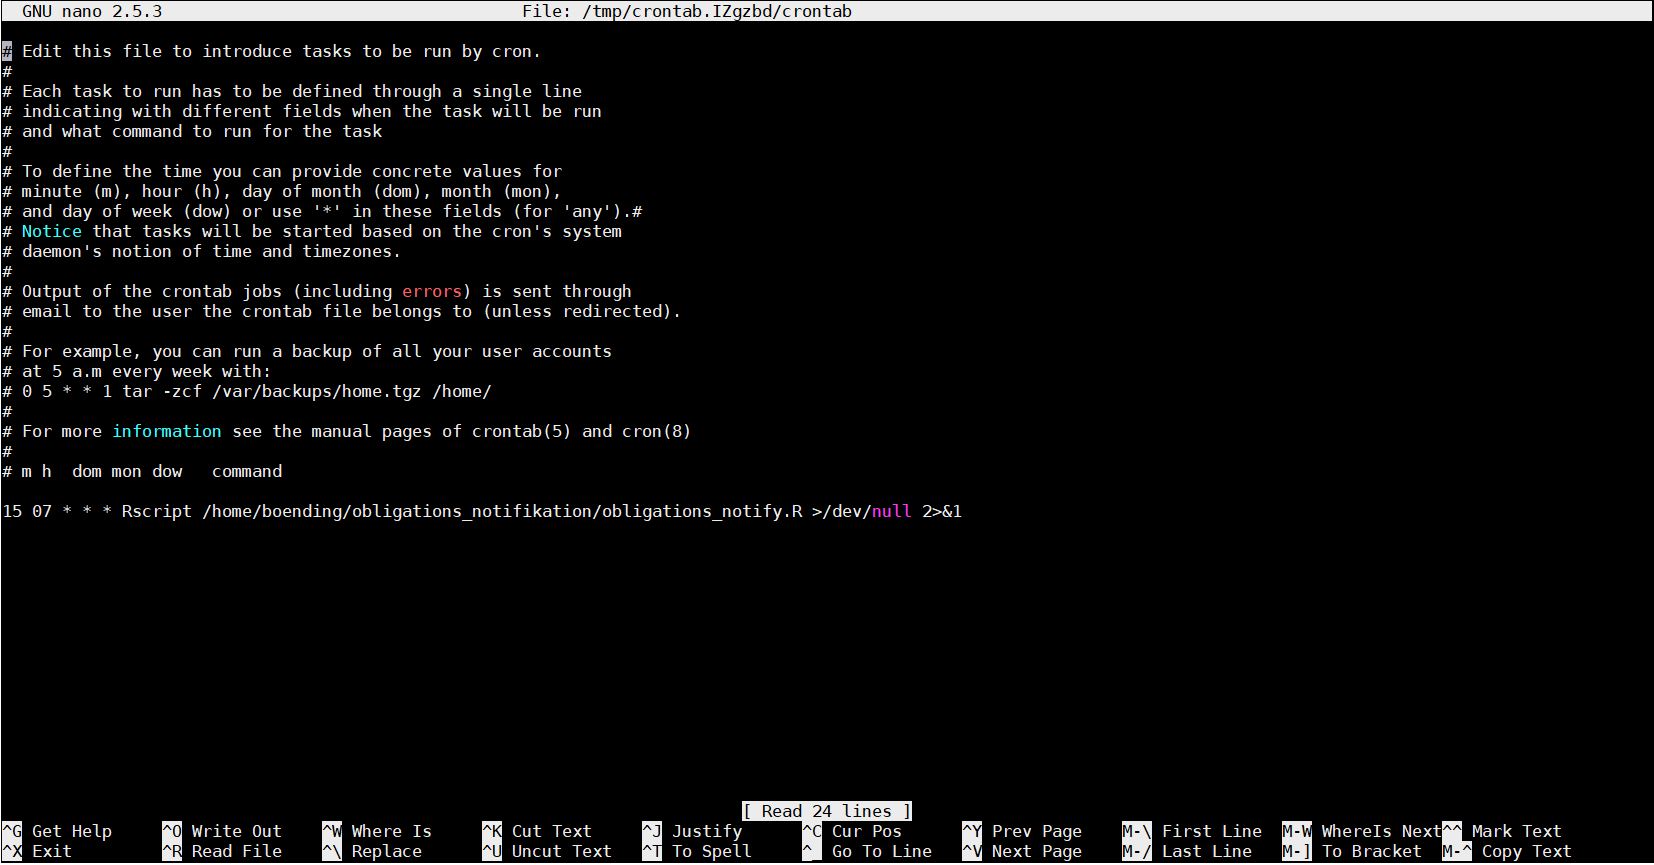 GNU nano 2.5.3 File: /tmp/crontab.IZgzbd/crontab
# Edit this file to introduce tasks to be run by cron.
#
# Each task to run has to be defined through a single line
# indicating with different fields when the task will be run
# and what command to run for the task
#
# To define the time you can provide concrete values for
# minute (m), hour (h), day of month (dom), month (mon),
# and day of week (dow) or use '*' in these fields (for 'any').#
# Notice that tasks will be started based on the cron's system
# daemon's notion of time and timezones.
#
# Output of the crontab jobs (including errors) is sent through
# email to the user the crontab file belongs to (unless redirected).
#
# For example, you can run a backup of all your user accounts
# at 5 a.m every week with:
# 0 5 * * 1 tar -zcf /var/backups/home.tgz /home/
#
# For more information see the manual pages of crontab(5) and cron(8)
#
# m h  dom mon dow   command
15 07 * * * Rscript /home/boending/obligations_notifikation/obligations_notify.R >/dev/null 2>&1
[ Read 24 lines ]
^G Get Help ^O Write Out ^W Where Is ^K Cut Text ^J Justify ^C Cur Pos ^Y Prev Page M-\ First Line M-W WhereIs Next ^^ Mark Text
^X Exit ^R Read File ^\ Replace ^U Uncut Text ^T To Spell ^_ Go To Line ^V Next Page M-/ Last Line M-] To Bracket M-^ Copy Text